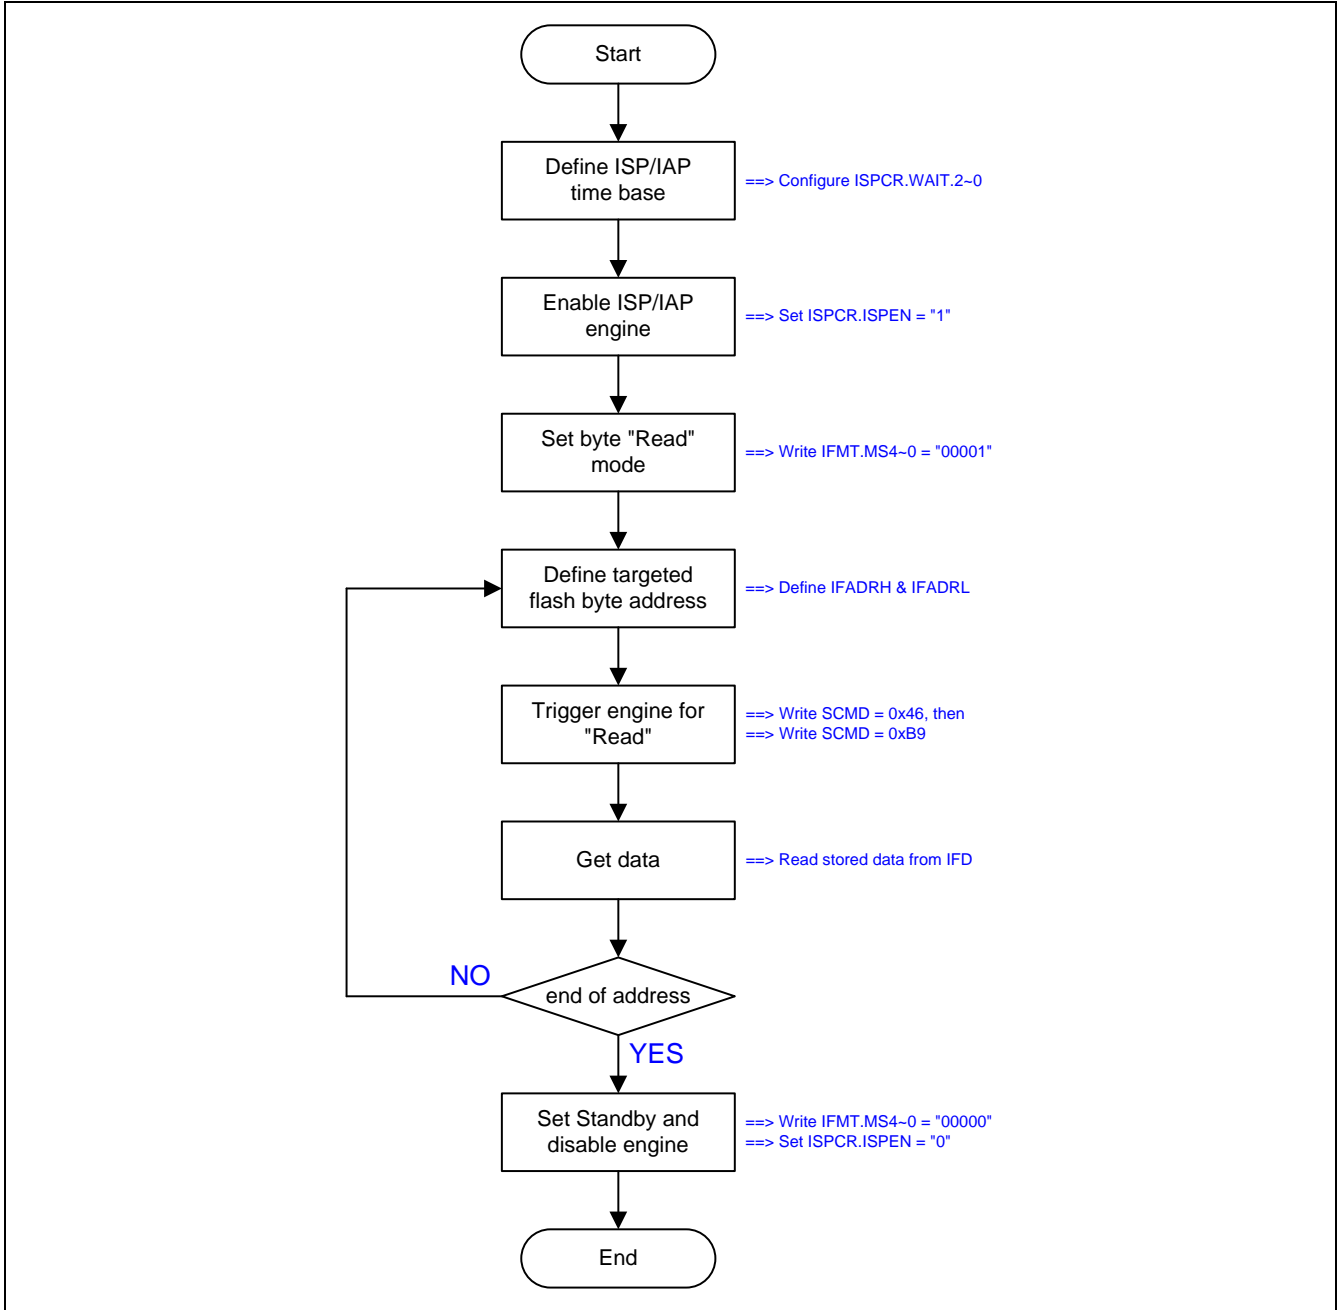 Start
Define ISP/IAP
time base
==> Configure ISPCR.WAIT.2~0
Enable ISP/IAP
engine
==> Set ISPCR.ISPEN = "1"
Set byte "Read"
mode
==> Write IFMT.MS4~0 = "00001"
Define targeted
flash byte address
==> Define IFADRH & IFADRL
Trigger engine for
"Read"
==> Write SCMD = 0x46, then
==> Write SCMD = 0xB9
Get data
==> Read stored data from IFD
NO
end of address
YES
Set Standby and
disable engine
==> Write IFMT.MS4~0 = "00000"
==> Set ISPCR.ISPEN = "0"
End